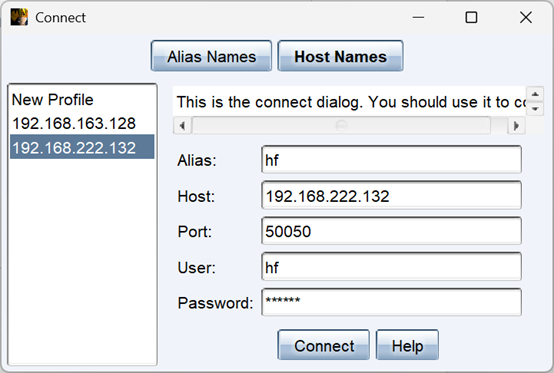 Connect
Alias Names
Host Names
New Profile
192.168.163.128
192.168.222.132
This is the connect dialog. You should use it to
Alias:
hf
Host:
192.168.222.132
Port:
50050
User:
hf
Password:
******
Connect
Help